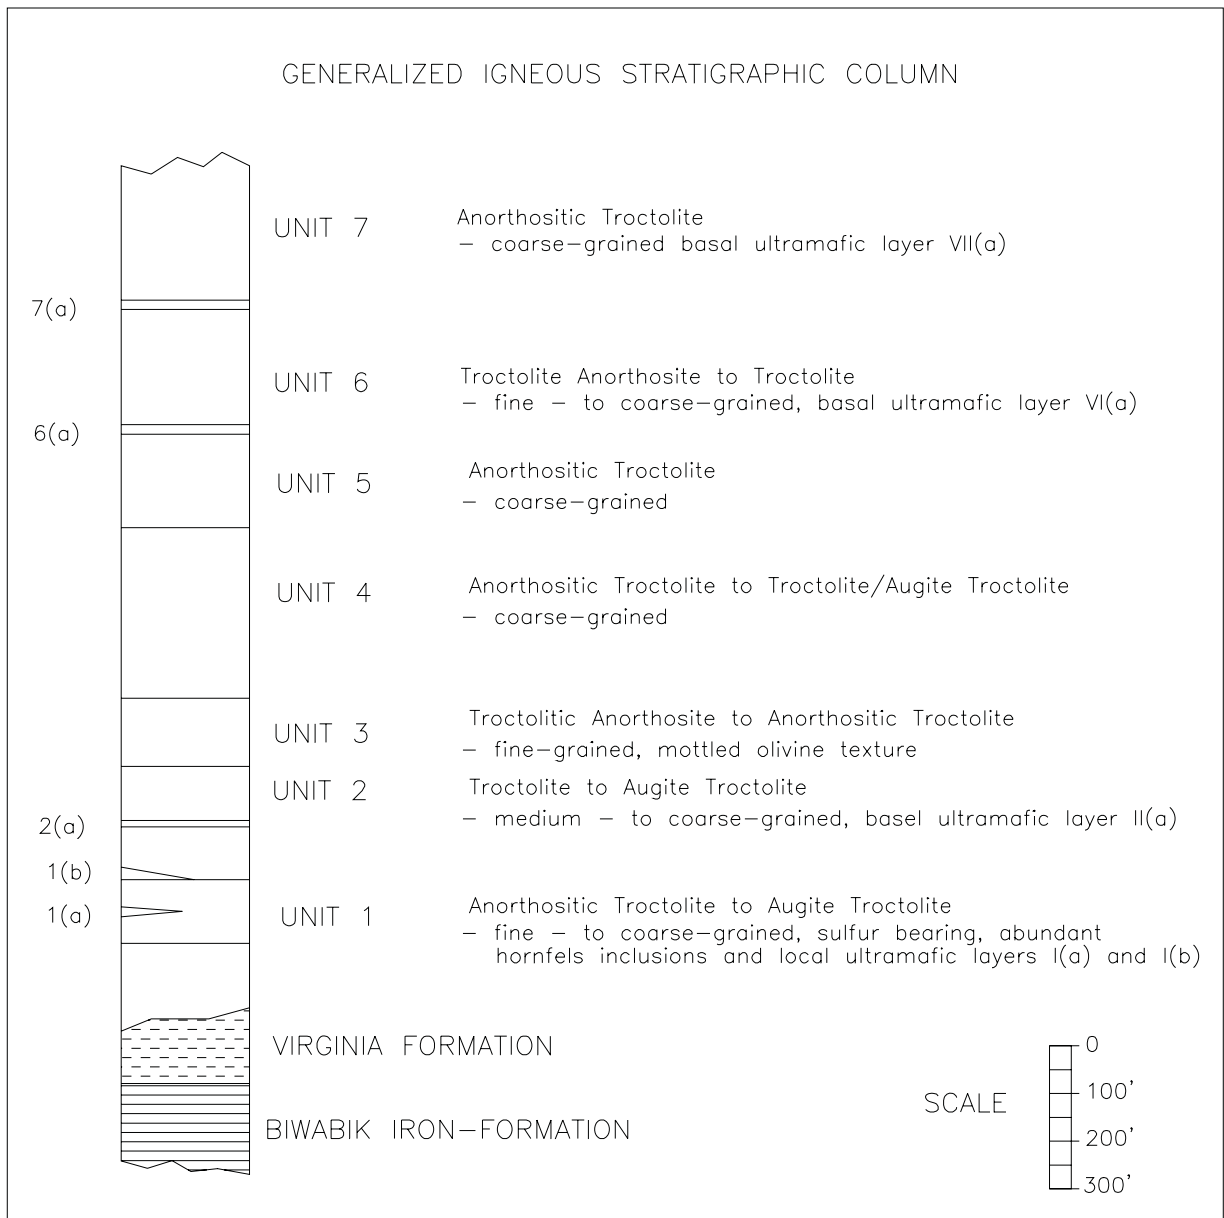 GENERALIZED IGNEOUS STRATIGRAPHIC COLUMN
UNIT 7
Anorthositic Troctolite
- coarse-grained basal ultramafic layer VII(a)
7(a)
UNIT 6
Troctolite Anorthosite to Troctolite
- fine - to coarse-grained, basal ultramafic layer VI(a)
6(a)
UNIT 5
Anorthositic Troctolite
- coarse-grained
UNIT 4
Anorthositic Troctolite to Troctolite/Augite Troctolite
- coarse-grained
UNIT 3
Troctolitic Anorthosite to Anorthositic Troctolite
- fine-grained, mottled olivine texture
UNIT 2
Troctolite to Augite Troctolite
- medium - to coarse-grained, basel ultramafic layer II(a)
2(a)
1(b)
1(a)
UNIT 1
Anorthositic Troctolite to Augite Troctolite
- fine - to coarse-grained, sulfur bearing, abundant
hornfels inclusions and local ultramafic layers I(a) and I(b)
VIRGINIA FORMATION
BIWABIK IRON-FORMATION
SCALE
0
100'
200'
300'